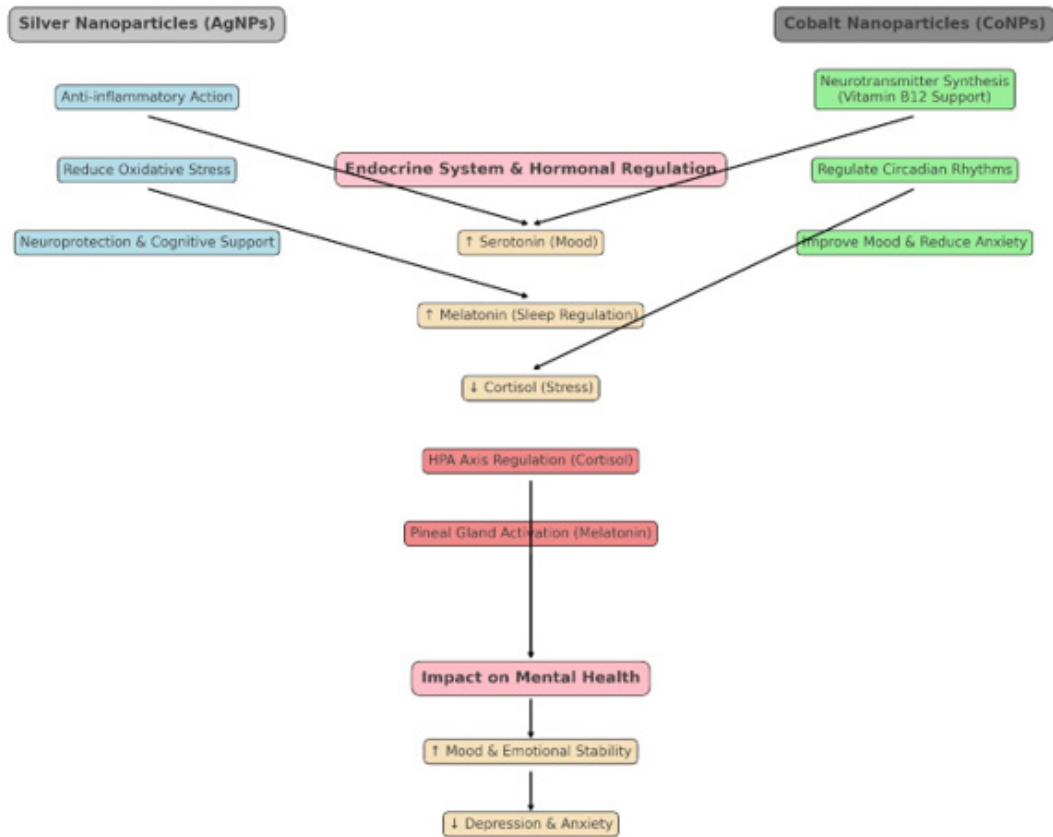 Silver Nanoparticles (AgNPs)
Cobalt Nanoparticles (CoNPs)
Anti-inflammatory Action
Neurotransmitter Synthesis
(Vitamin B12 Support)
Reduce Oxidative Stress
Endocrine System & Hormonal Regulation
Regulate Circadian Rhythms
Neuroprotection & Cognitive Support
↑ Serotonin (Mood)
Improve Mood & Reduce Anxiety
↑ Melatonin (Sleep Regulation)
↓ Cortisol (Stress)
HPA Axis Regulation (Cortisol)
Pineal Gland Activation (Melatonin)
Impact on Mental Health
↑ Mood & Emotional Stability
↓ Depression & Anxiety